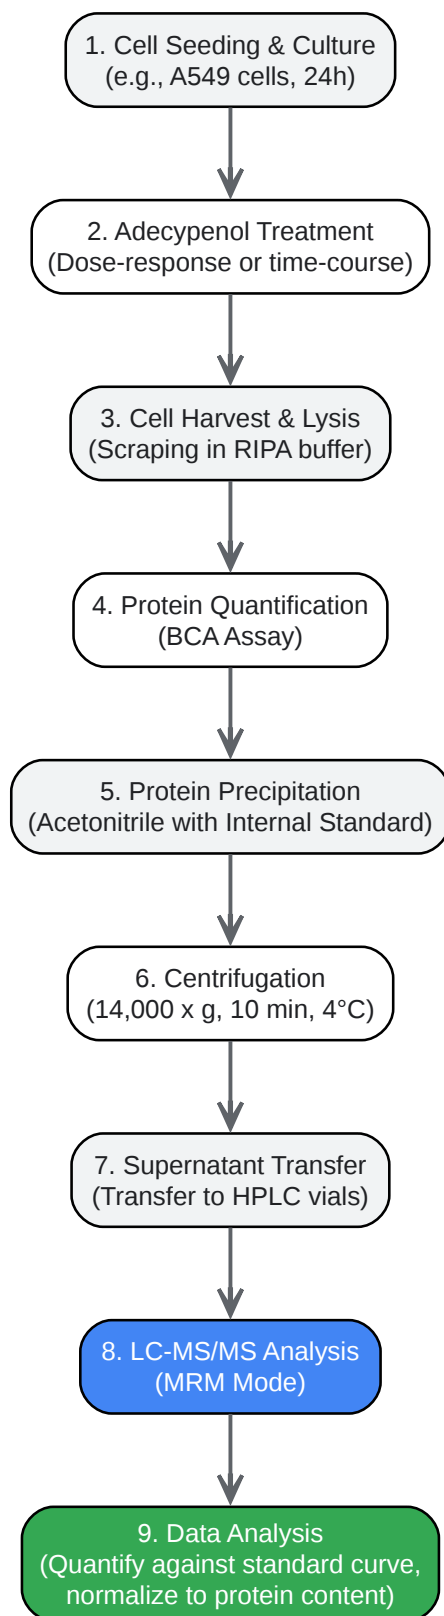 1. Cell Seeding & Culture
(e.g., A549 cells, 24h)
2. Adecypenol Treatment
(Dose-response or time-course)
3. Cell Harvest & Lysis
(Scraping in RIPA buffer)
4. Protein Quantification
(BCA Assay)
5. Protein Precipitation
(Acetonitrile with Internal Standard)
6. Centrifugation
(14,000 x g, 10 min, 4°C)
7. Supernatant Transfer
(Transfer to HPLC vials)
8. LC-MS/MS Analysis
(MRM Mode)
9. Data Analysis
(Quantify against standard curve,
normalize to protein content)